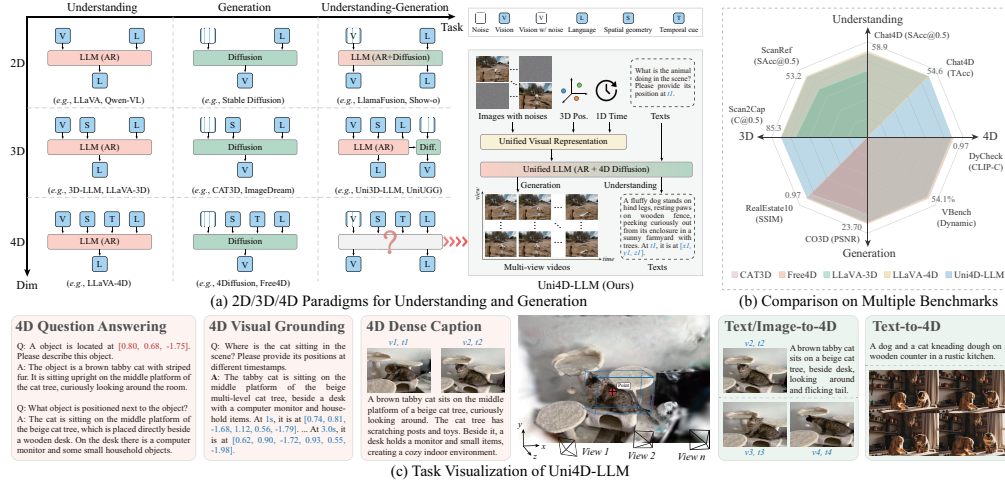 Understanding
Generation
Understanding-Generation
Task
2D
V
L
LLM (AR)
L
(e.g., LLaVA, Qwen-VL)
L
Diffusion
V
(e.g., Stable Diffusion)
V
L
LLM (AR+Diffusion)
V
L
(e.g., LlamaFusion, Show-o)
3D
V
S
L
LLM (AR)
L
(e.g., 3D-LLM, LLaVA-3D)
S
L
Diffusion
V
(e.g., CAT3D, ImageDream)
V
S
L
LLM (AR)
Diff.
L
V
(e.g., Uni3D-LLM, UniUGG)
4D
V
S
T
L
LLM (AR)
L
(e.g., LLaVA-4D)
S
T
L
Diffusion
V
(e.g., 4Diffusion, Free4D)
V
S
T
L
?
V
L
Dim
Noise
V
Vision
V
Vision w/ noise
L
Language
S
Spatial geometry
T
Temporal cue
What is the animal
doing in the scene?
Please provide its
position at t1.
Images with noises
3D Pos.
1D Time
Texts
Unified Visual Representation
Unified LLM (AR + 4D Diffusion)
Generation
Understanding
view
A fluffy dog stands on
hind legs, resting paws
on wooden fence,
peeking curiously out
from its enclosure in a
sunny farmyard with
trees. At t1, it is at [x1,
y1, z1].
time
Multi-view videos
Texts
Uni4D-LLM (Ours)
(a) 2D/3D/4D Paradigms for Understanding and Generation
Understanding
Chat4D (SAcc@0.5)
58.9
Chat4D
(TAcc)
54.6
4D
0.97
DyCheck
(CLIP-C)
54.1%
VBench
(Dynamic)
23.70
CO3D (PSNR)
Generation
0.97
RealEstate10
(SSIM)
3D
85.3
Scan2Cap
(C@0.5)
53.2
ScanRef
(SAcc@0.5)
CAT3D
Free4D
LLaVA-3D
LLaVA-4D
Uni4D-LLM
(b) Comparison on Multiple Benchmarks
4D Question Answering
Q: A object is located at [0.80, 0.68, -1.75].
Please describe this object.
A: The object is a brown tabby cat with striped
fur. It is sitting upright on the middle platform of
the cat tree, curiously looking around the room.
Q: What object is positioned next to the object?
A: The cat is sitting on the middle platform of
the beige cat tree, which is placed directly beside
a wooden desk. On the desk there is a computer
monitor and some small household objects.
4D Visual Grounding
Q: Where is the cat sitting in the
scene? Please provide its positions at
different timestamps.
A: The tabby cat is sitting on the
middle platform of the beige
multi-level cat tree, beside a desk
with a computer monitor and house-
hold items. At 1s, it is at [0.74, 0.81,
-1.68, 1.12, 0.56, -1.79]. ... At 3.0s, it
is at [0.62, 0.90, -1.72, 0.93, 0.55,
-1.98].
4D Dense Caption
v1, t1
v2, t2
A brown tabby cat sits on the middle
platform of a beige cat tree, curiously
looking around. The cat tree has
scratching posts and toys. Beside it, a
desk holds a monitor and small items,
creating a cozy indoor environment.
Point
y
x
z
View 1
View 2
View n
Text/Image-to-4D
v2, t2
A brown tabby cat
sits on a beige cat
tree, beside desk,
looking around
and flicking tail.
v3, t3
v4, t4
Text-to-4D
A dog and a cat kneading dough on
wooden counter in a rustic kitchen.
(c) Task Visualization of Uni4D-LLM